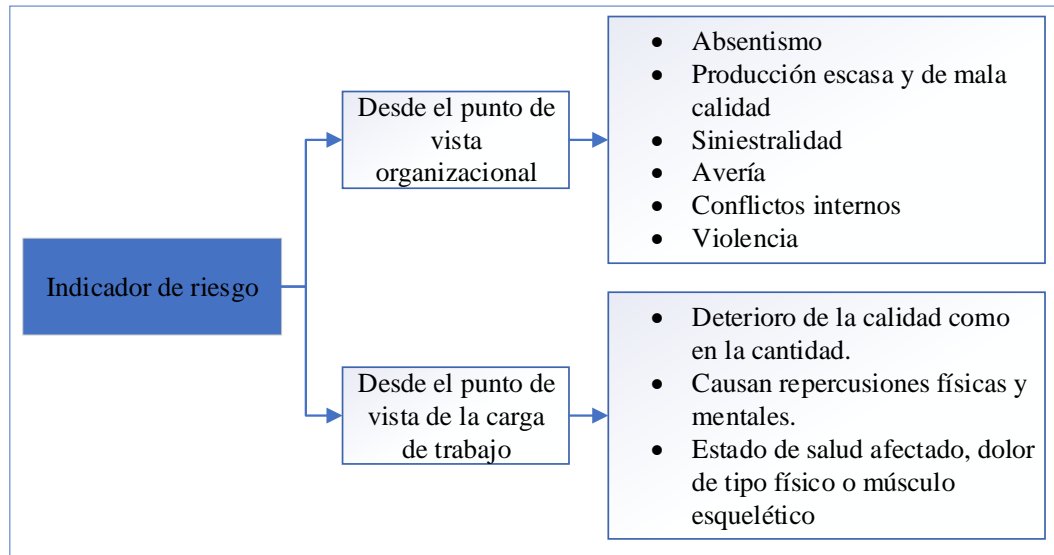 Indicador de riesgo
Desde el punto de
vista
organizacional
• Absentismo
• Producción escasa y de mala
calidad
• Siniestralidad
• Avería
• Conflictos internos
• Violencia
Desde el punto de
vista de la carga
de trabajo
• Deterioro de la calidad como
en la cantidad.
• Causan repercusiones físicas y
mentales.
• Estado de salud afectado, dolor
de tipo físico o músculo
esquelético